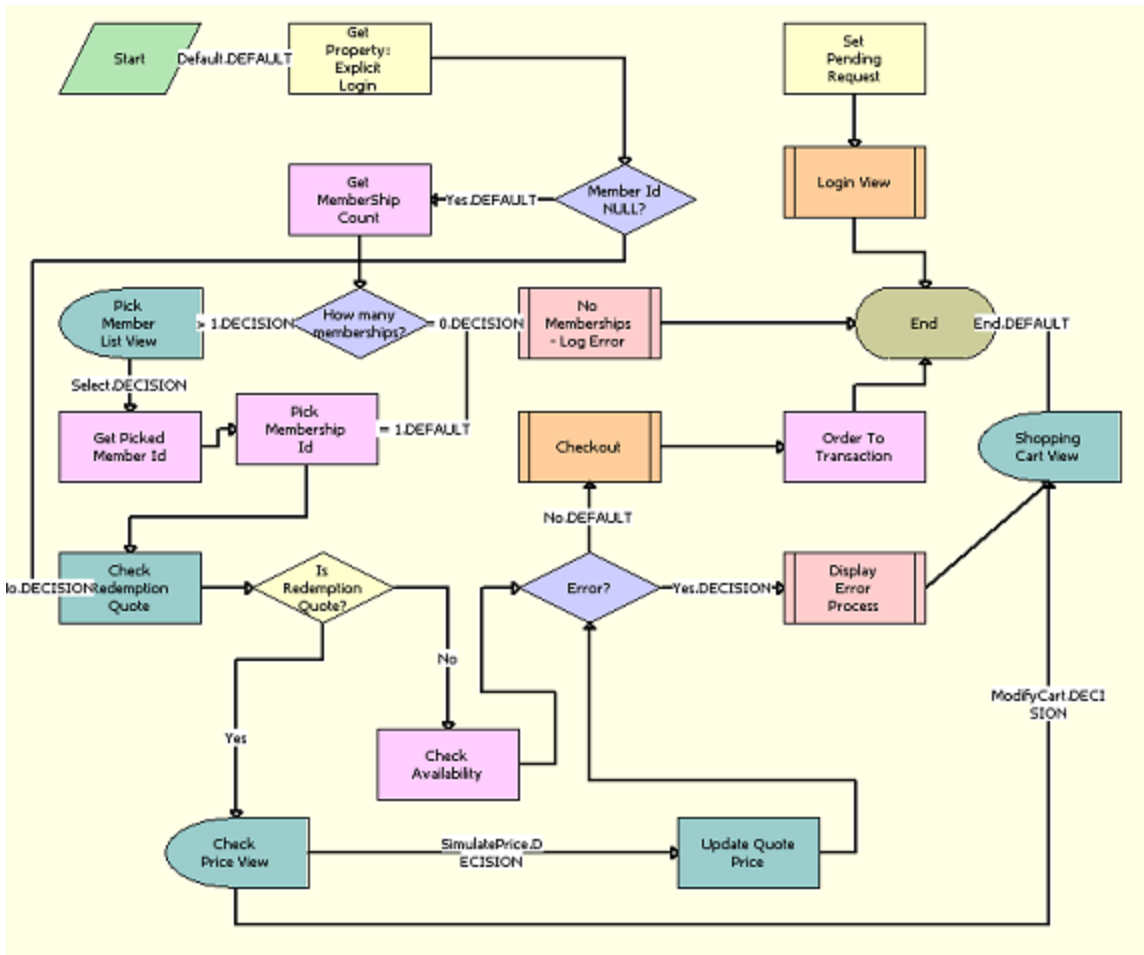 Start
Default.DEFAULT
Get
Property:
Explicit
Login
Set
Pending
Request
Login View
Get
MemberShip
Count
Yes.DEFAULT
Member Id
NULL?
Pick
Member
List View
> 1.DECISION
How many
memberships?
= 0.DECISION
No
Memberships
- Log Error
End
End.DEFAULT
Select.DECISION
Get Picked
Member Id
Pick
Membership
Id
= 1.DEFAULT
Checkout
Order To
Transaction
Shopping
Cart View
No.DEFAULT
lo.DECISION
Check
Redemption
Quote
Is
Redemption
Quote?
Error?
Yes.DECISION
Display
Error
Process
No
Yes
ModifyCart.DECI
SION
Check
Availability
Check
Price View
SimulatePrice.D
ECISION
Update Quote
Price